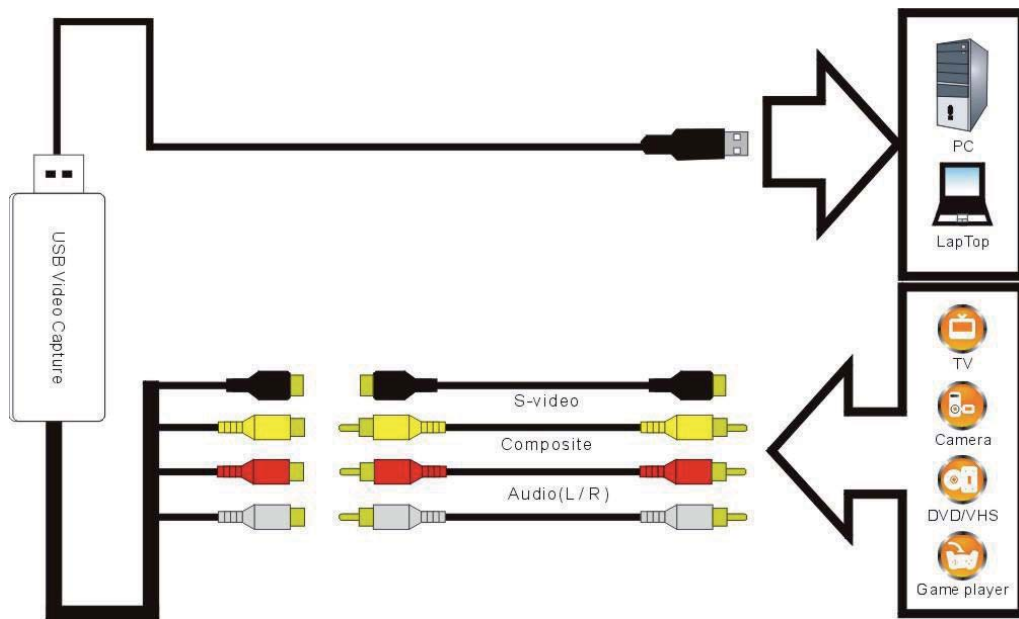 PC
LapTop
USB Video Capture
S-video
Composite
Audio(L/R)
TV
Camera
DVD/VHS
Game player